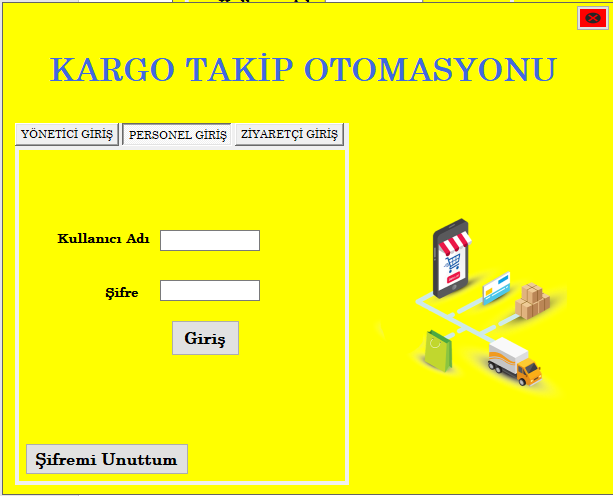 KARGO TAKİP OTOMASYONU
YÖNETİCİ GİRİŞ
PERSONEL GİRİŞ
ZİYARETÇİ GİRİŞ
Kullanıcı Adı
Şifre
Giriş
Şifremi Unuttum